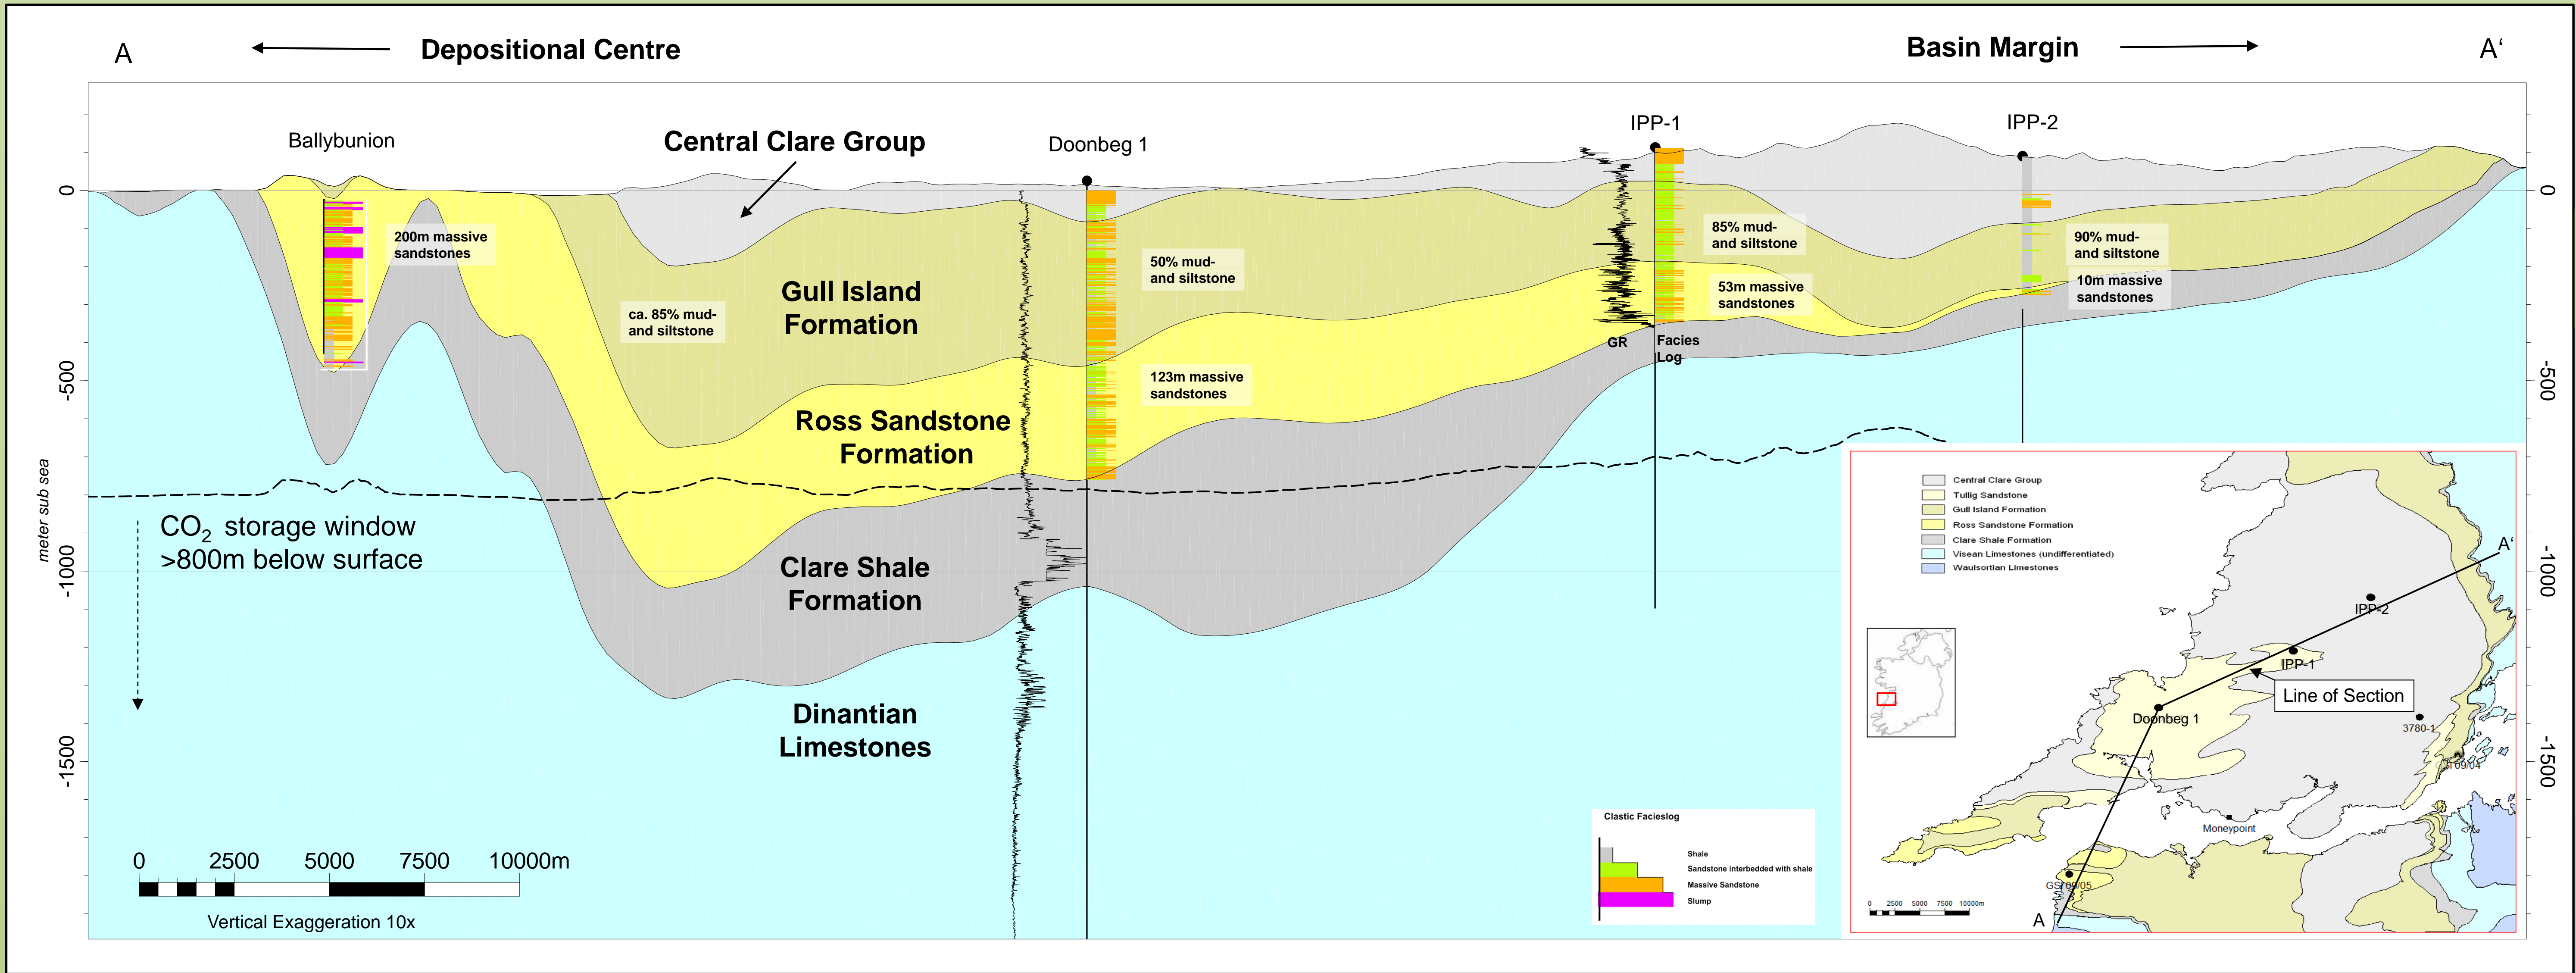 A
Depositional Centre
Basin Margin
A‘
Ballybunion
Central Clare Group
Doonbeg 1
IPP-1
IPP-2
0
-500
-1000
-1500
meter sub sea
0
-500
-1000
-1500
200m massive
sandstones
ca. 85% mud-
and siltstone
Gull Island
Formation
50% mud-
and siltstone
85% mud-
and siltstone
90% mud-
and siltstone
53m massive
sandstones
10m massive
sandstones
GR
Facies
Log
123m massive
sandstones
Ross Sandstone
Formation
CO2 storage window
>800m below surface
Clare Shale
Formation
Dinantian
Limestones
0 2500 5000 7500 10000m
Vertical Exaggeration 10x
Clastic Facieslog
Shale
Sandstone interbedded with shale
Massive Sandstone
Slump
Central Clare Group
Tullig Sandstone
Gull Island Formation
Ross Sandstone Formation
Clare Shale Formation
Visean Limestones (undifferentiated)
Waulsortian Limestones
A‘
IPP-2
IPP-1
Line of Section
Doonbeg 1
3780-1
Moneypoint
A
0 2500 5000 7500 10000m